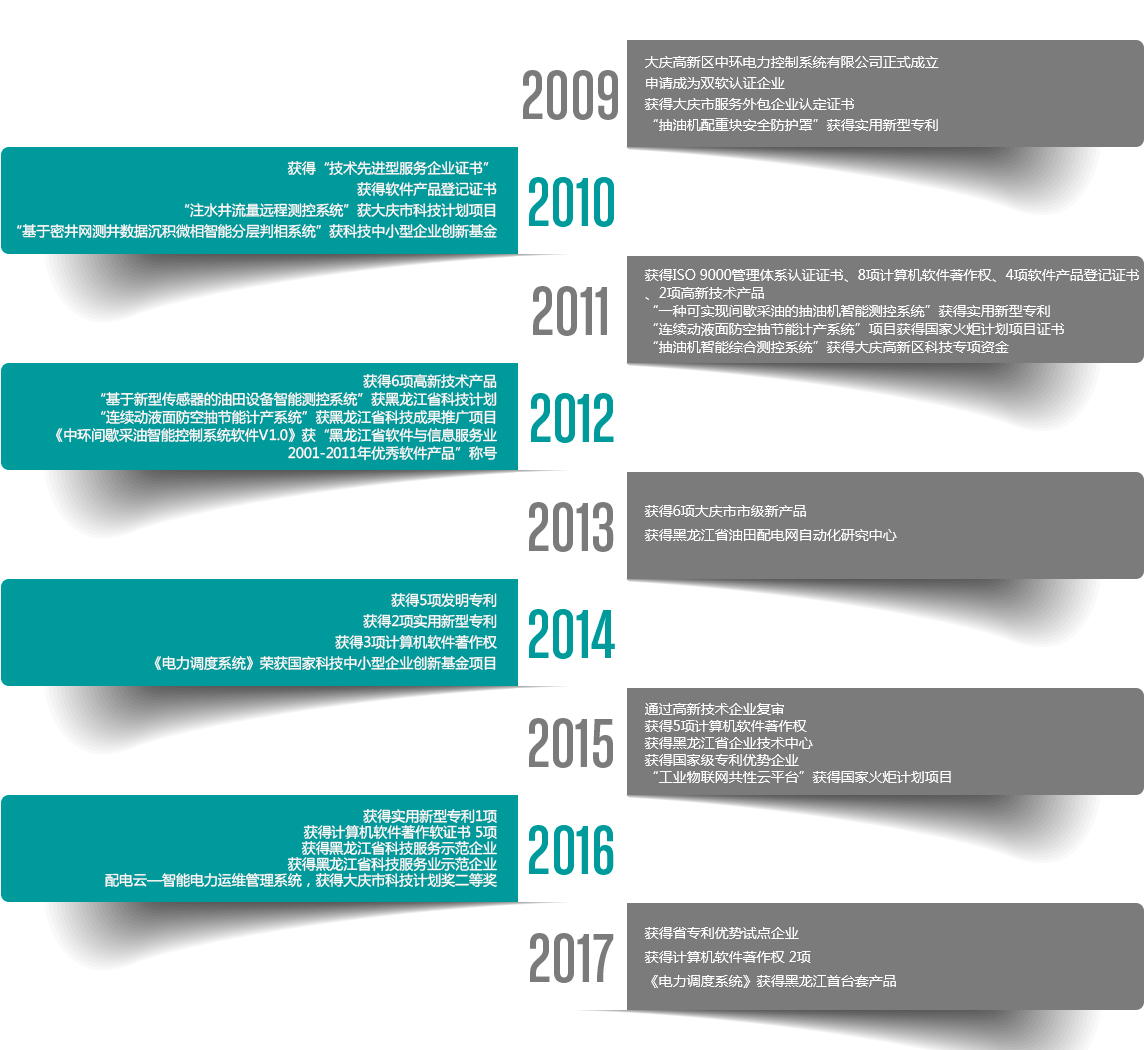 2009
大庆高新区中环电力控制系统有限公司正式成立
申请成为双软认证企业
获得大庆市服务外包企业认定证书
“抽油机配重块安全防护罩”获得实用新型专利
2010
获得“技术先进型服务企业证书”
获得软件产品登记证书
“注水井流量远程测控系统”获大庆市科技计划项目
“基于密井网测井数据沉积微相智能分层判相系统”获科技中小型企业创新基金
2011
获得ISO 9000管理体系认证证书、8项计算机软件著作权、4项软件产品登记证书
、2项高新技术产品
“一种可实现间歇采油的抽油机智能测控系统”获得实用新型专利
“连续动液面防空抽节能计产系统”项目获得国家火炬计划项目证书
“抽油机智能综合测控系统”获得大庆高新区科技专项资金
2012
获得6项高新技术产品
“基于新型传感器的油田设备智能测控系统”获黑龙江省科技计划
“连续动液面防空抽节能计产系统”获黑龙江省科技成果推广项目
《中环间歇采油智能控制系统软件V1.0》获“黑龙江省软件与信息服务业
2001-2011年优秀软件产品”称号
2013
获得6项大庆市市级新产品
获得黑龙江省油田配电网自动化研究中心
2014
获得5项发明专利
获得2项实用新型专利
获得3项计算机软件著作权
《电力调度系统》荣获国家科技中小型企业创新基金项目
2015
通过高新技术企业复审
获得5项计算机软件著作权
获得黑龙江省企业技术中心
获得国家级专利优势企业
“工业物联网共性云平台”获得国家火炬计划项目
2016
获得实用新型专利1项
获得计算机软件著作软证书 5项
获得黑龙江省科技服务示范企业
获得黑龙江省科技服务业示范企业
配电云—智能电力运维管理系统，获得大庆市科技计划奖二等奖
2017
获得省专利优势试点企业
获得计算机软件著作权 2项
《电力调度系统》获得黑龙江首台套产品